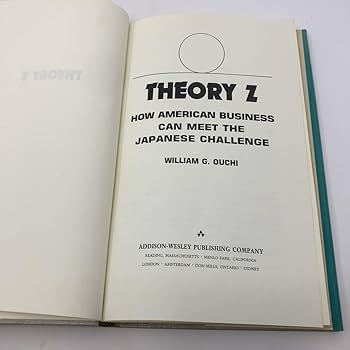 THEORY Z
THEORY Z
HOW AMERICAN BUSINESS
CAN MEET THE
JAPANESE CHALLENGE
WILLIAM G. OUCHI
ADDISON-WESLEY PUBLISHING COMPANY
READING, MASSACHUSETTS · MENLO PARK, CALIFORNIA
LONDON · AMSTERDAM · DON MILLS, ONTARIO · SYDNEY